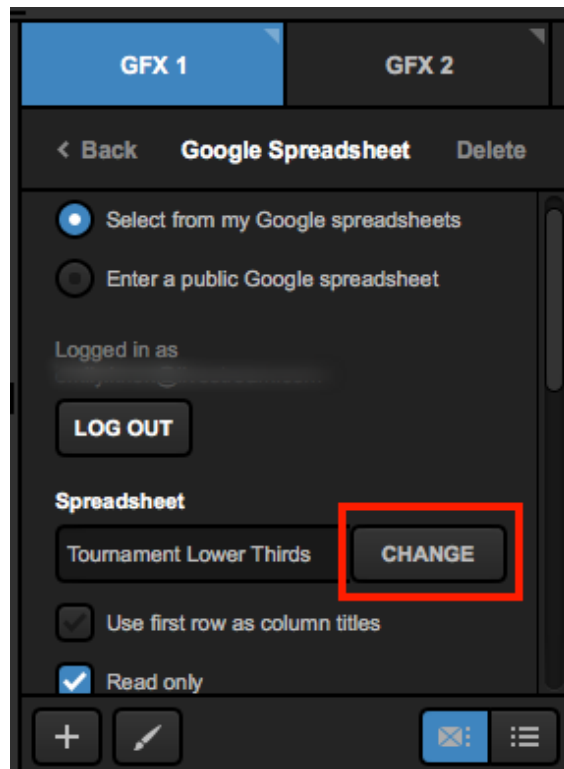 GFX 1 GFX 2
< Back Google Spreadsheet Delete
Select from my Google spreadsheets
Enter a public Google spreadsheet
Logged in as
LOG OUT
Spreadsheet
Tournament Lower Thirds CHANGE
Use first row as column titles
Read only